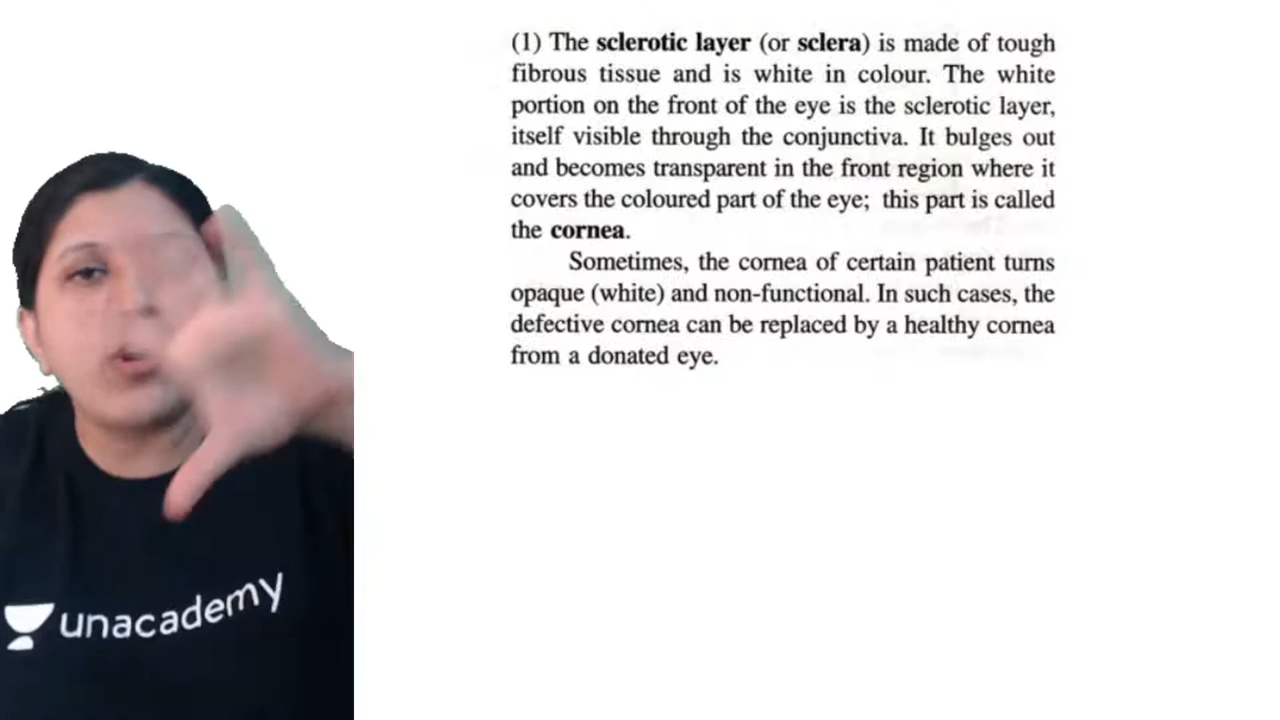 (1) The sclerotic layer (or sclera) is made of tough
fibrous tissue and is white in colour. The white
portion on the front of the eye is the sclerotic layer,
itself visible through the conjunctiva. It bulges out
and becomes transparent in the front region where it
covers the coloured part of the eye; this part is called
the cornea.
Sometimes, the cornea of certain patient turns
opaque (white) and non-functional. In such cases, the
defective cornea can be replaced by a healthy cornea
from a donated eye.
unacademy